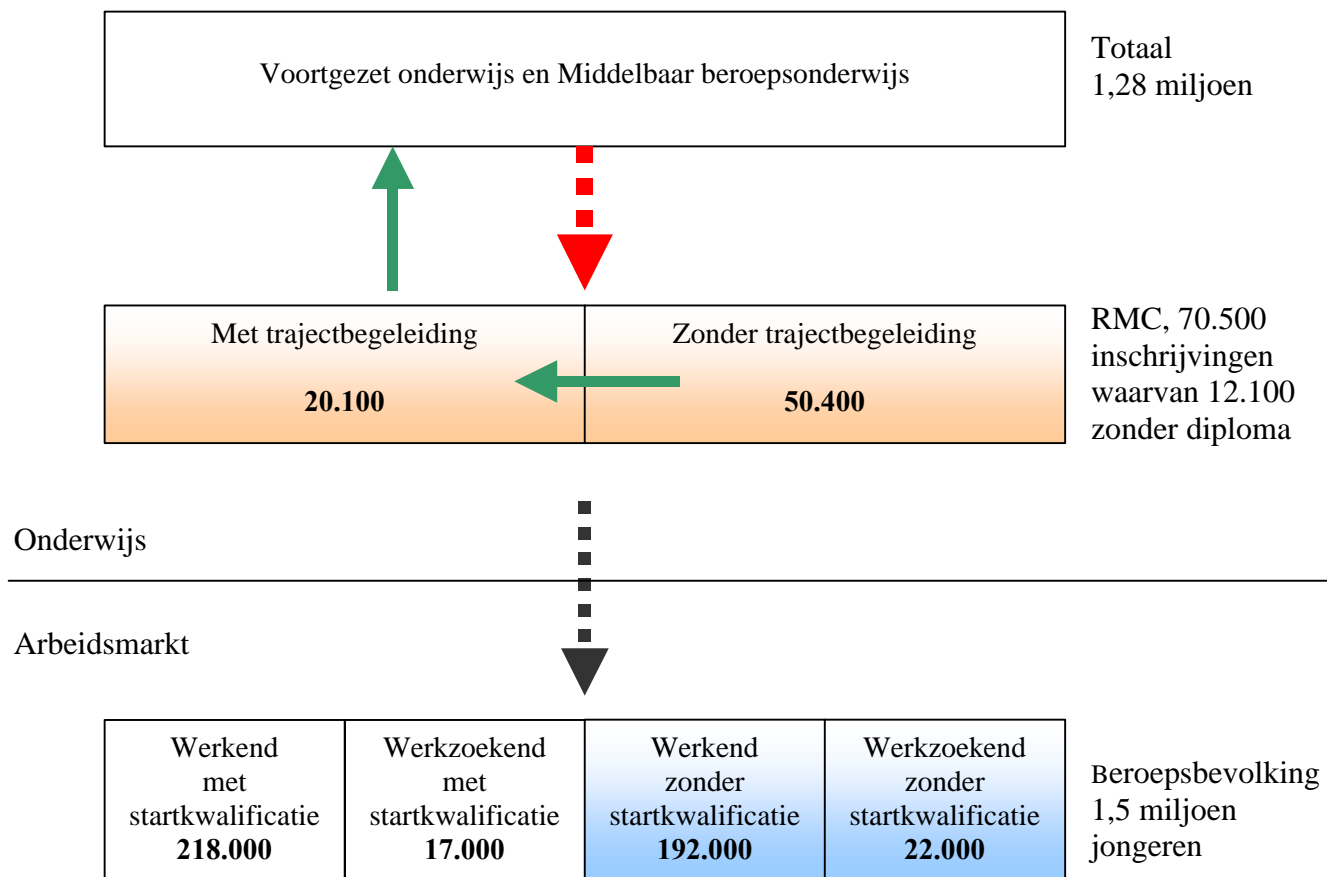 Voortgezet onderwijs en Middelbaar beroepsonderwijs
Totaal
1,28 miljoen
Met trajectbegeleiding
20.100
Zonder trajectbegeleiding
50.400
RMC, 70.500
inschrijvingen
waarvan 12.100
zonder diploma
Onderwijs
Arbeidsmarkt
Werkend
met
startkwalificatie
218.000
Werkzoekend
met
startkwalificatie
17.000
Werkend
zonder
startkwalificatie
192.000
Werkzoekend
zonder
startkwalificatie
22.000
Beroepsbevolking
1,5 miljoen
jongeren